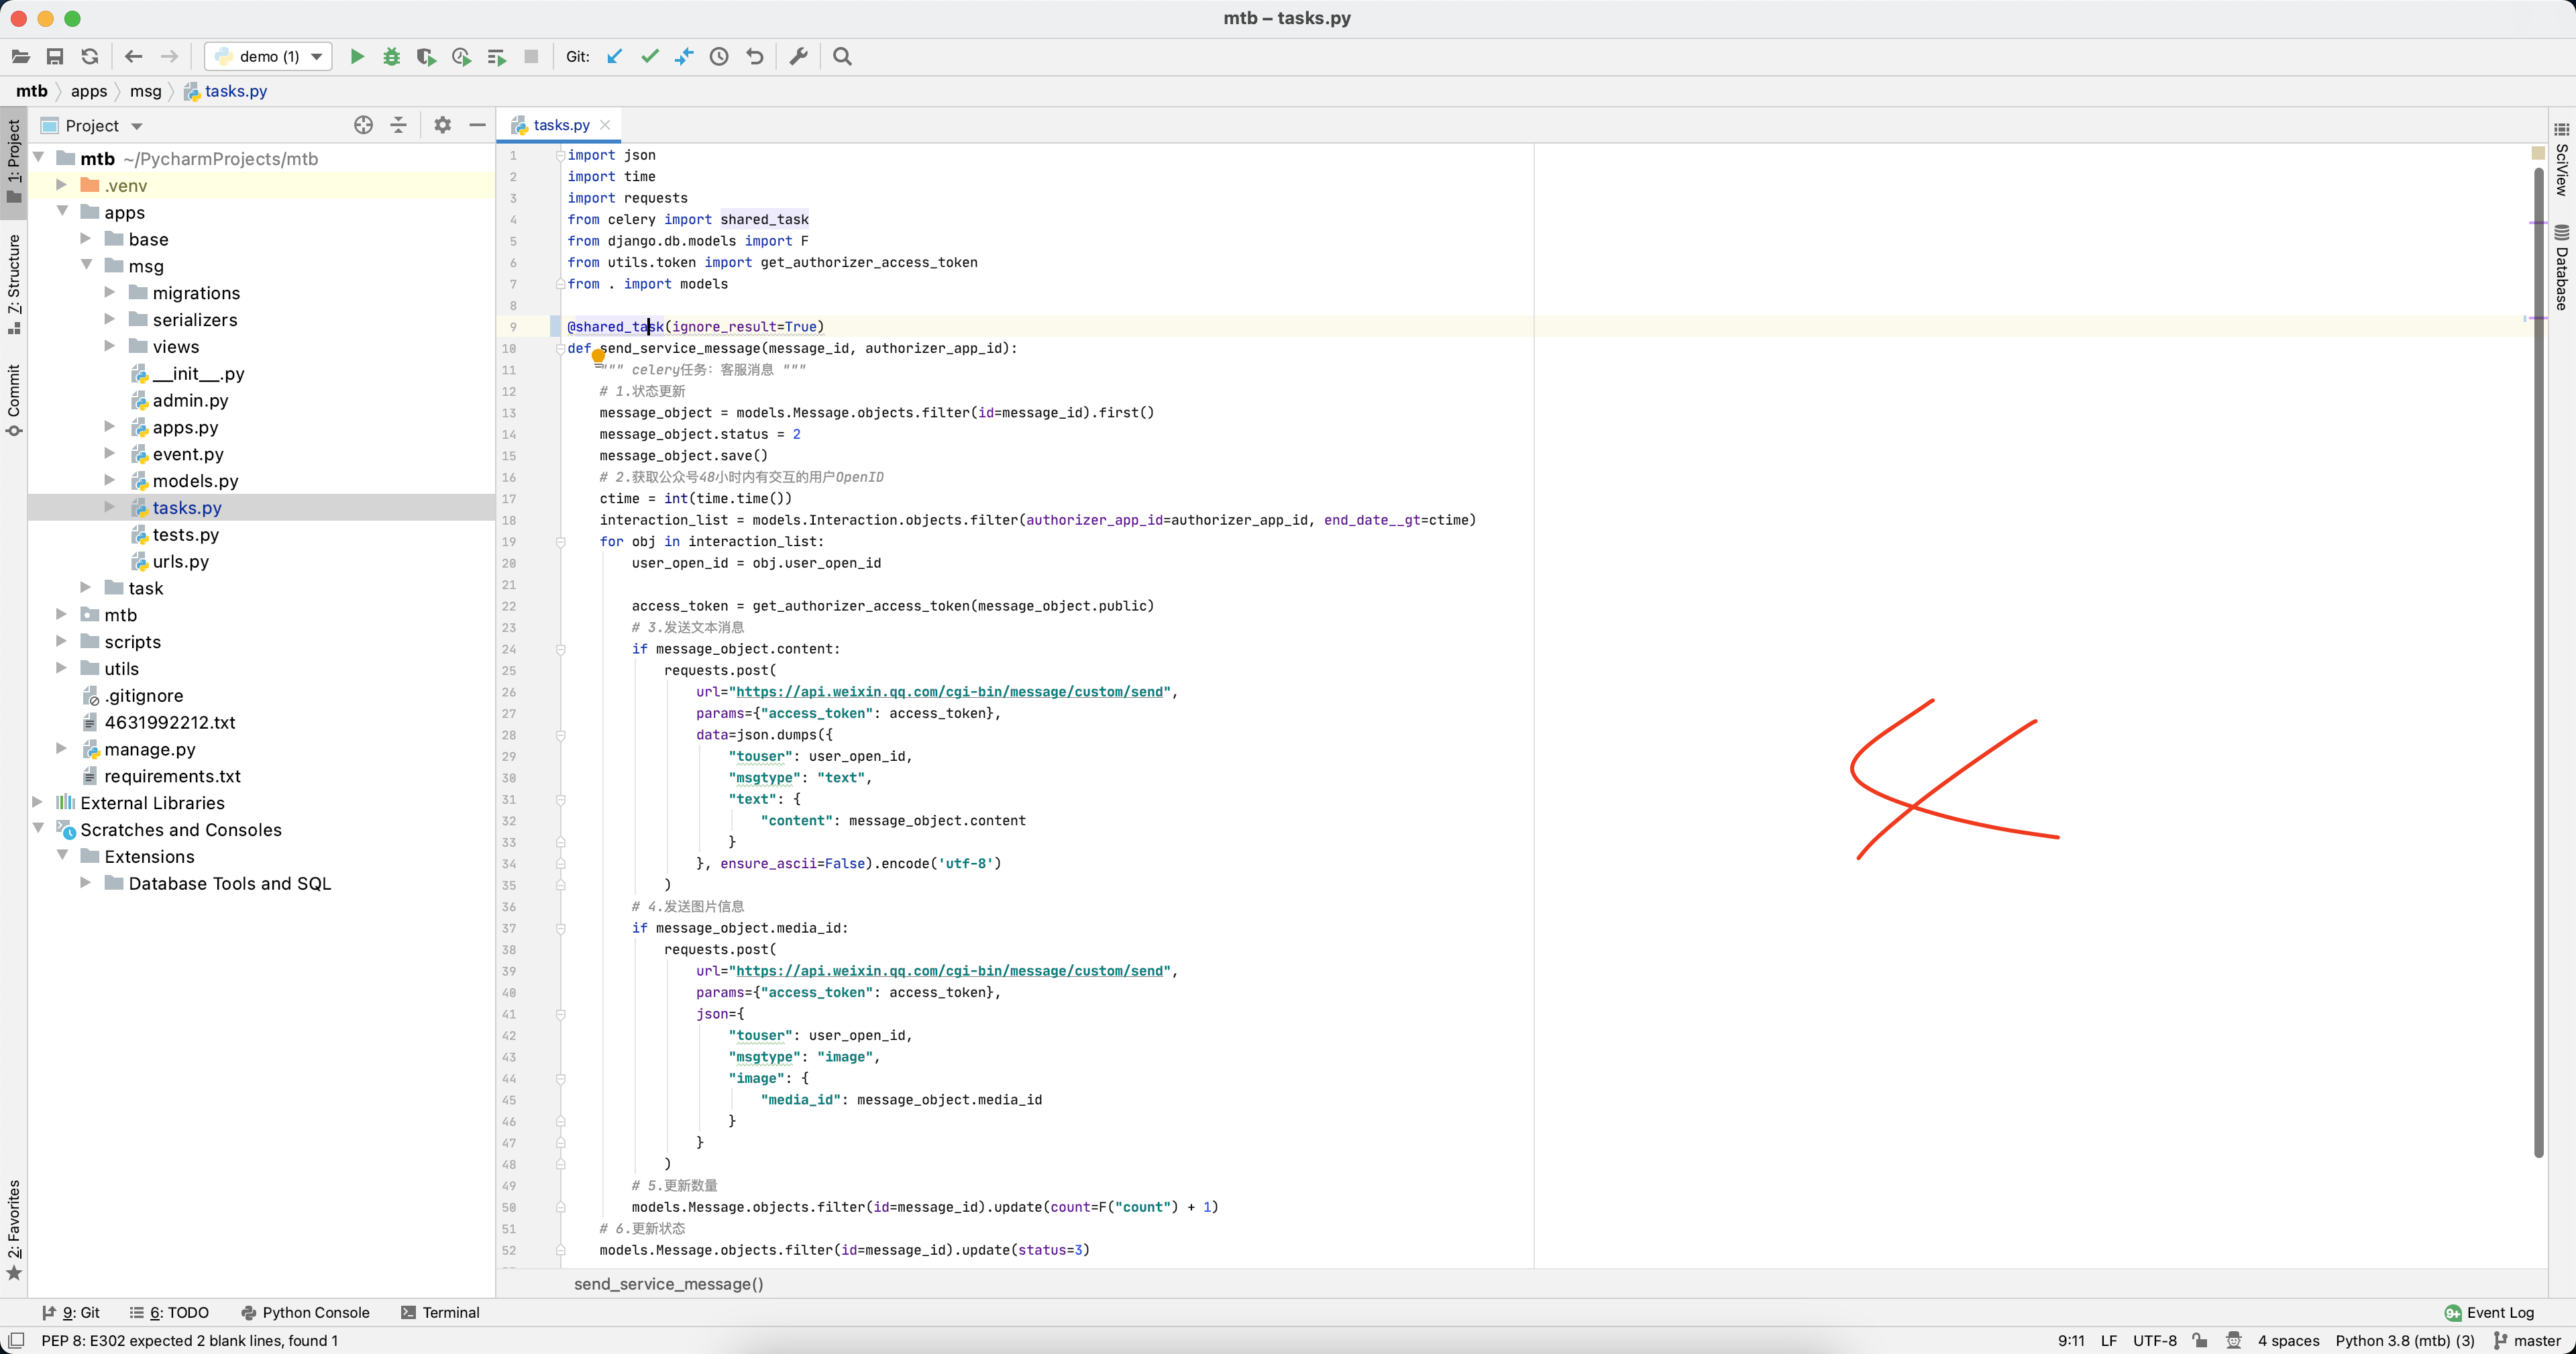 mtb – tasks.py
demo (1)
Git:
mtb
apps
msg
tasks.py
Project
tasks.py
1: Project
7: Structure
Commit
2: Favorites
mtb ~/PycharmProjects/mtb
.venv
apps
base
msg
migrations
serializers
views
__init__.py
admin.py
apps.py
event.py
models.py
tasks.py
tests.py
urls.py
task
mtb
scripts
utils
.gitignore
4631992212.txt
manage.py
requirements.txt
External Libraries
Scratches and Consoles
Extensions
Database Tools and SQL
1 import json
2 import time
3 import requests
4 from celery import shared_task
5 from django.db.models import F
6 from utils.token import get_authorizer_access_token
7 from . import models
8
9 @shared_task(ignore_result=True)
10 def send_service_message(message_id, authorizer_app_id):
11 """ celery任务：客服消息 """
12 # 1.状态更新
13 message_object = models.Message.objects.filter(id=message_id).first()
14 message_object.status = 2
15 message_object.save()
16 # 2.获取公众号48小时内有交互的用户OpenID
17 ctime = int(time.time())
18 interaction_list = models.Interaction.objects.filter(authorizer_app_id=authorizer_app_id, end_date__gt=ctime)
19 for obj in interaction_list:
20 user_open_id = obj.user_open_id
21
22 access_token = get_authorizer_access_token(message_object.public)
23 # 3.发送文本消息
24 if message_object.content:
25 requests.post(
26 url="https://api.weixin.qq.com/cgi-bin/message/custom/send",
27 params={"access_token": access_token},
28 data=json.dumps({
29 "touser": user_open_id,
30 "msgtype": "text",
31 "text": {
32 "content": message_object.content
33 }
34 }, ensure_ascii=False).encode('utf-8')
35 )
36 # 4.发送图片信息
37 if message_object.media_id:
38 requests.post(
39 url="https://api.weixin.qq.com/cgi-bin/message/custom/send",
40 params={"access_token": access_token},
41 json={
42 "touser": user_open_id,
43 "msgtype": "image",
44 "image": {
45 "media_id": message_object.media_id
46 }
47 }
48 )
49 # 5.更新数量
50 models.Message.objects.filter(id=message_id).update(count=F("count") + 1)
51 # 6.更新状态
52 models.Message.objects.filter(id=message_id).update(status=3)
send_service_message()
SciView
Database
9: Git
6: TODO
Python Console
Terminal
9+ Event Log
PEP 8: E302 expected 2 blank lines, found 1
9:11
LF
UTF-8
4 spaces
Python 3.8 (mtb) (3)
master